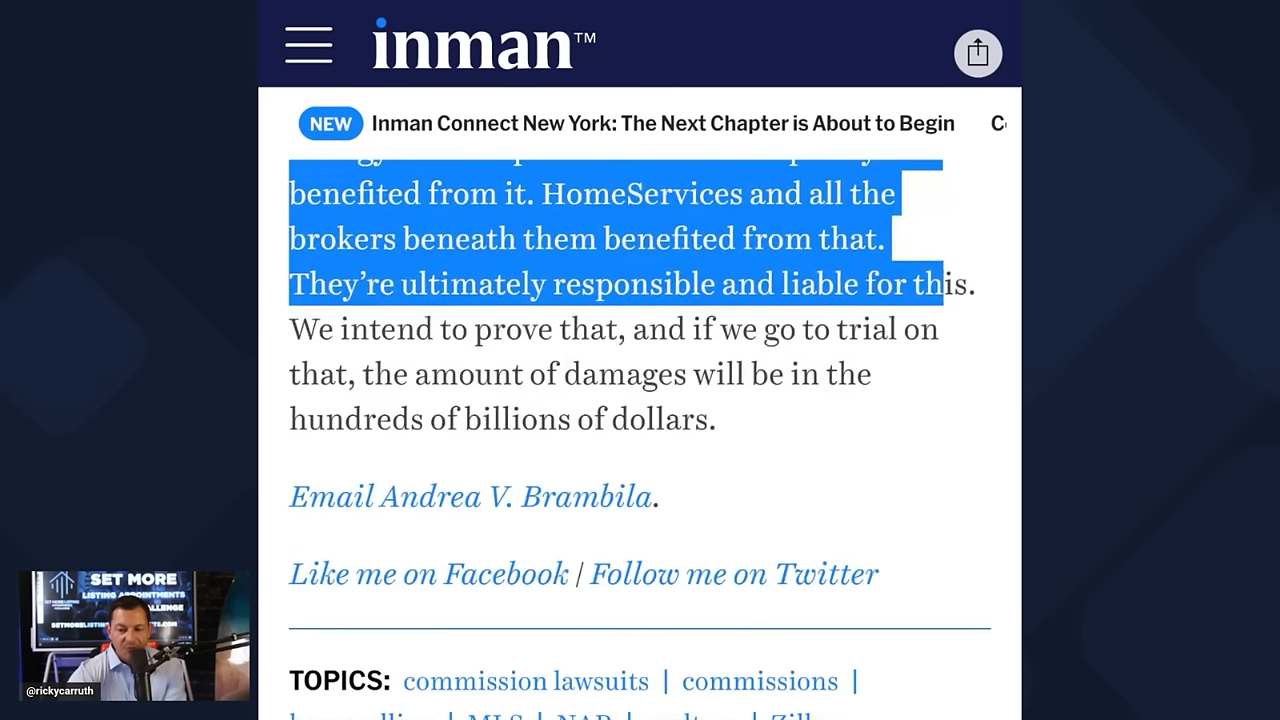 inman™
NEW Inman Connect New York: The Next Chapter is About to Begin
benefited from it. HomeServices and all the
brokers beneath them benefited from that.
They’re ultimately responsible and liable for this.
We intend to prove that, and if we go to trial on
that, the amount of damages will be in the
hundreds of billions of dollars.
Email Andrea V. Brambila.
Like me on Facebook / Follow me on Twitter
TOPICS: commission lawsuits | commissions |
SET MORE
LISTING APPOINTMENTS
@rickycarruth